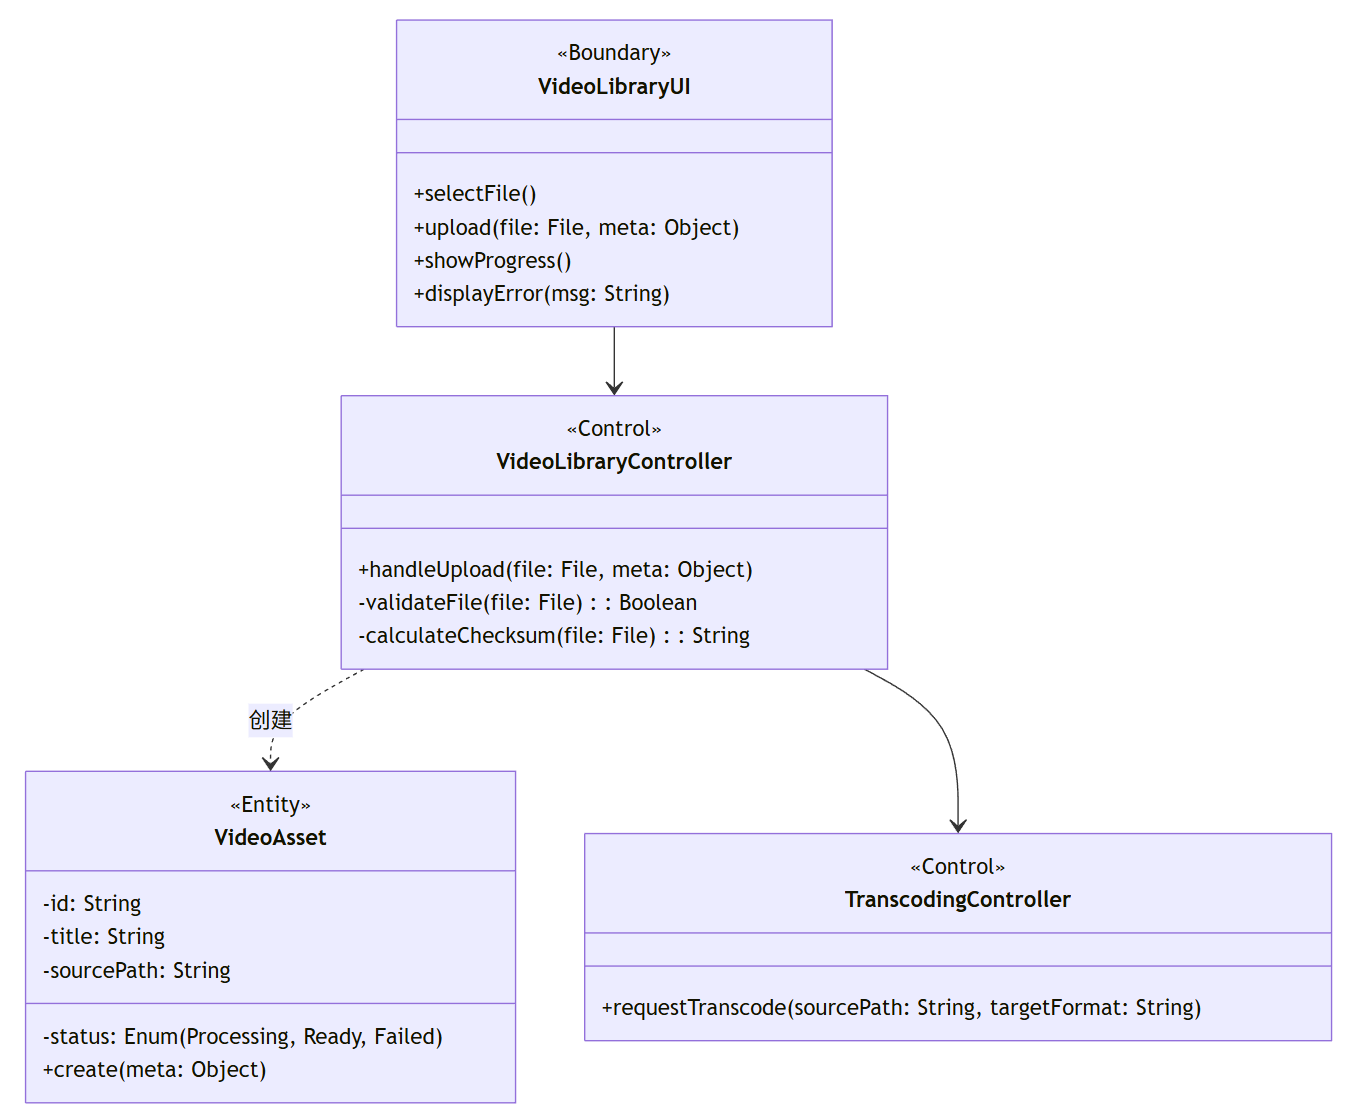 «Boundary»
VideoLibraryUI
+selectFile()
+upload(file: File, meta: Object)
+showProgress()
+displayError(msg: String)
«Control»
VideoLibraryController
+handleUpload(file: File, meta: Object)
-validateFile(file: File) : : Boolean
-calculateChecksum(file: File) : : String
创建
«Entity»
VideoAsset
-id: String
-title: String
-sourcePath: String
-status: Enum(Processing, Ready, Failed)
+create(meta: Object)
«Control»
TranscodingController
+requestTranscode(sourcePath: String, targetFormat: String)